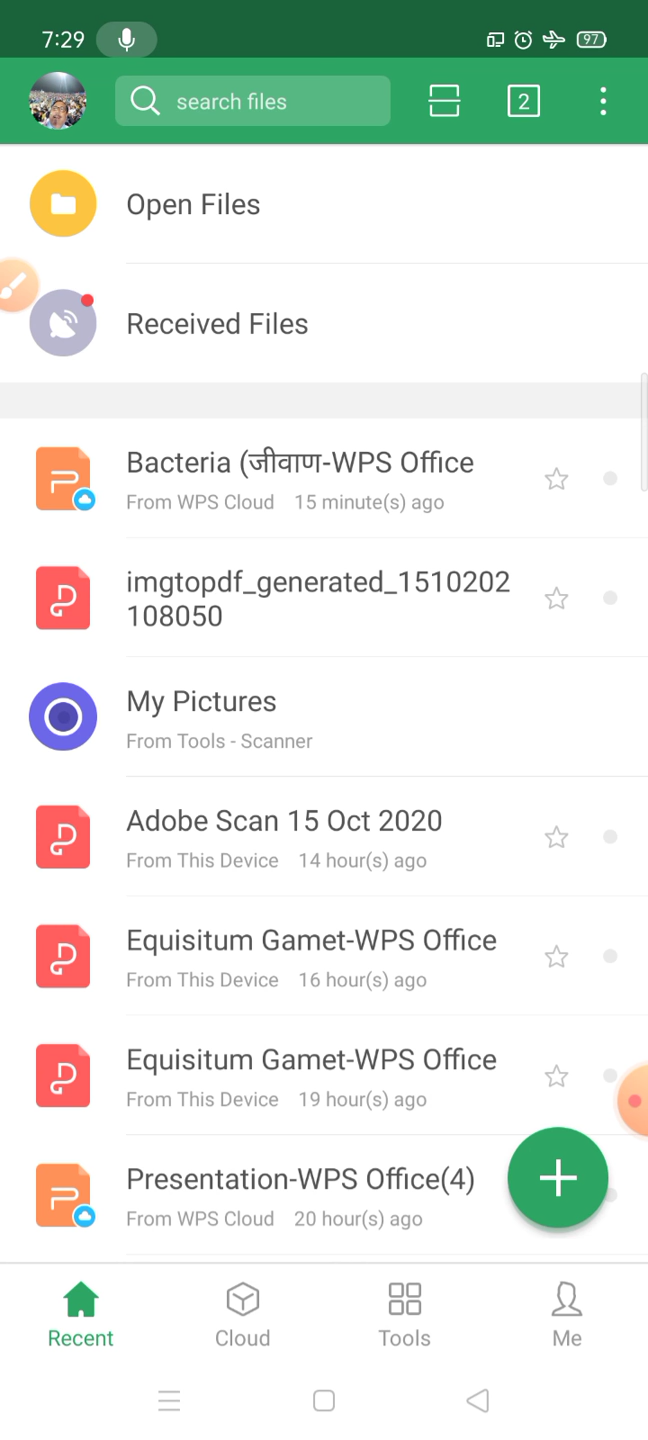 7:29
97
search files
2
Open Files
Received Files
Bacteria (जीवाण-WPS Office
From WPS Cloud 15 minute(s) ago
imgtopdf_generated_1510202
108050
My Pictures
From Tools - Scanner
Adobe Scan 15 Oct 2020
From This Device 14 hour(s) ago
Equisitum Gamet-WPS Office
From This Device 16 hour(s) ago
Equisitum Gamet-WPS Office
From This Device 19 hour(s) ago
Presentation-WPS Office(4)
From WPS Cloud 20 hour(s) ago
Recent
Cloud
Tools
Me